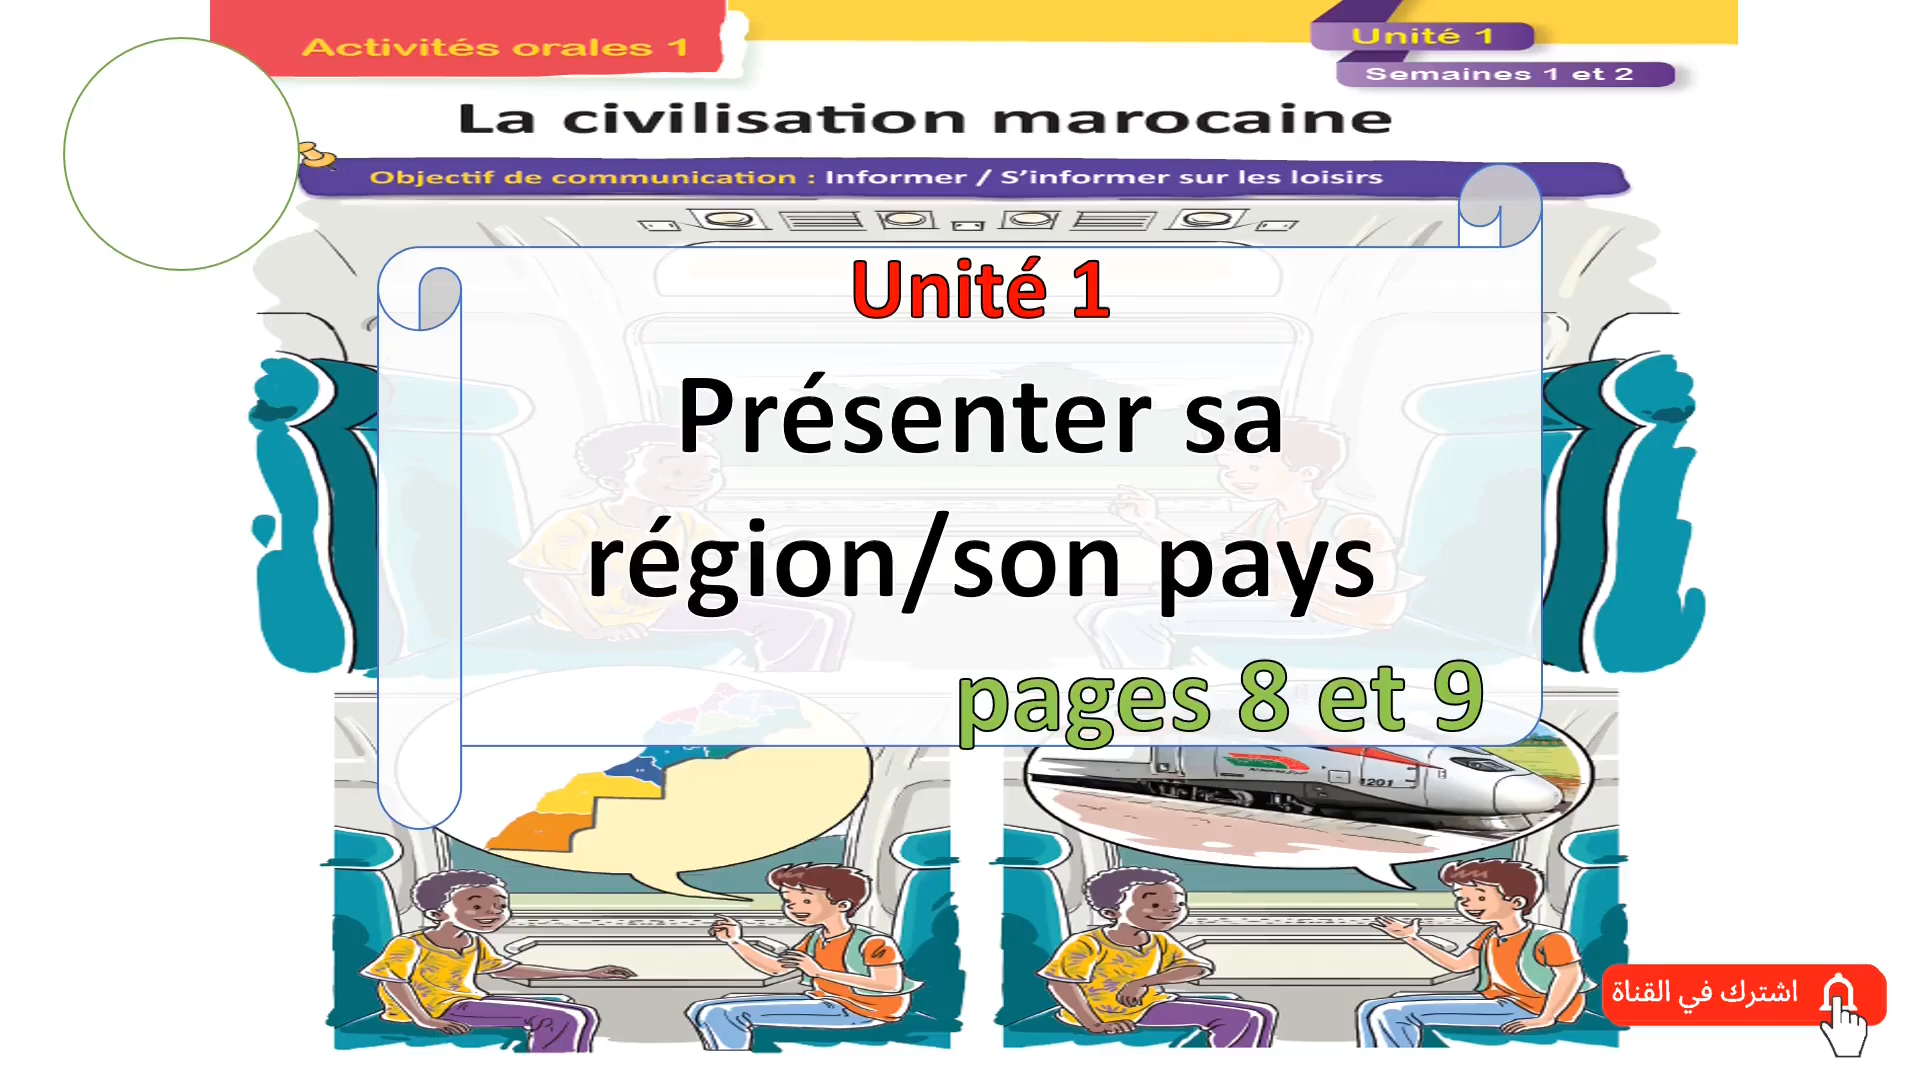 Activités orales 1
Unité 1
Semaines 1 et 2
La civilisation marocaine
Objectif de communication : Informer / S'informer sur les loisirs
Unité 1
Présenter sa
région/son pays
pages 8 et 9
1201
اشترك في القناة